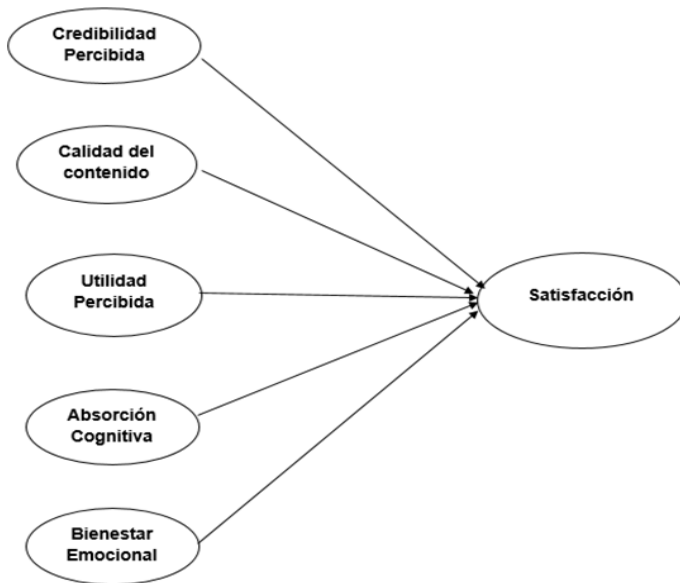 Credibilidad
Percibida
Calidad del
contenido
Utilidad
Percibida
Satisfacción
Absorción
Cognitiva
Bienestar
Emocional